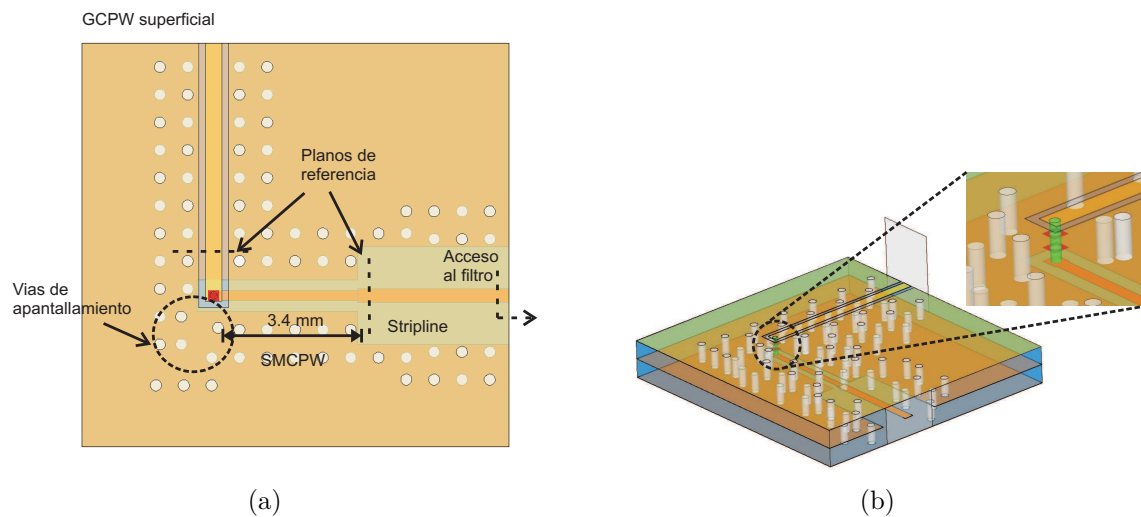 GCPW superficial
Planos de
referencia
Acceso
al filtro
Vias de
apantallamiento
3.4 mm
Stripline
SMCPW
(a)
(b)